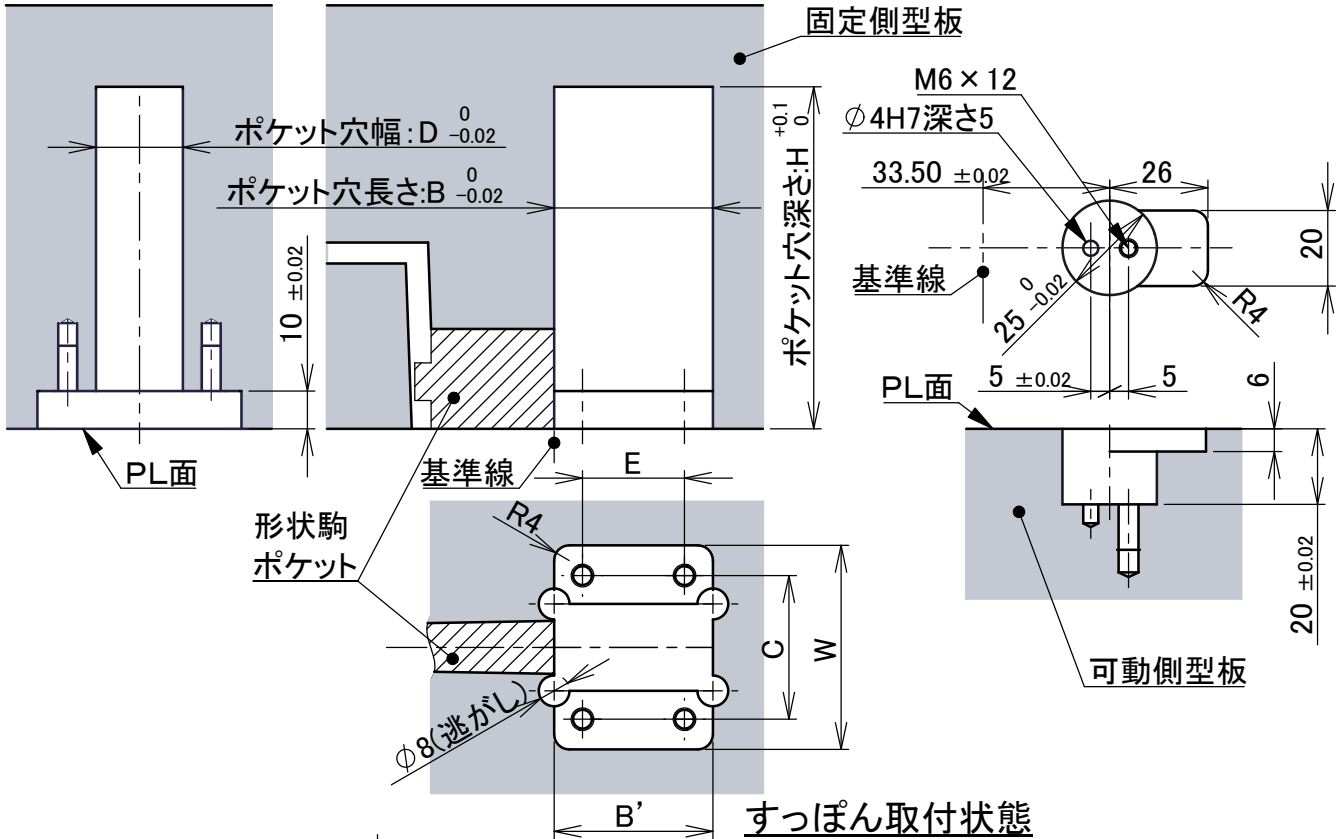 固定側型板
ポケット穴幅:D 0 -0.02
ポケット穴長さ:B 0 -0.02
ポケット穴深さ:H +0.1 0
10 ±0.02
PL面
基準線
形状駒
ポケット
E
R4
C
W
φ8(逃がし)
B’
すっぽん取付状態
M6×12
φ4H7深さ5
33.50 ±0.02
26
20
基準線
25 0 -0.02
R4
5 ±0.02
5
PL面
6
20 ±0.02
可動側型板